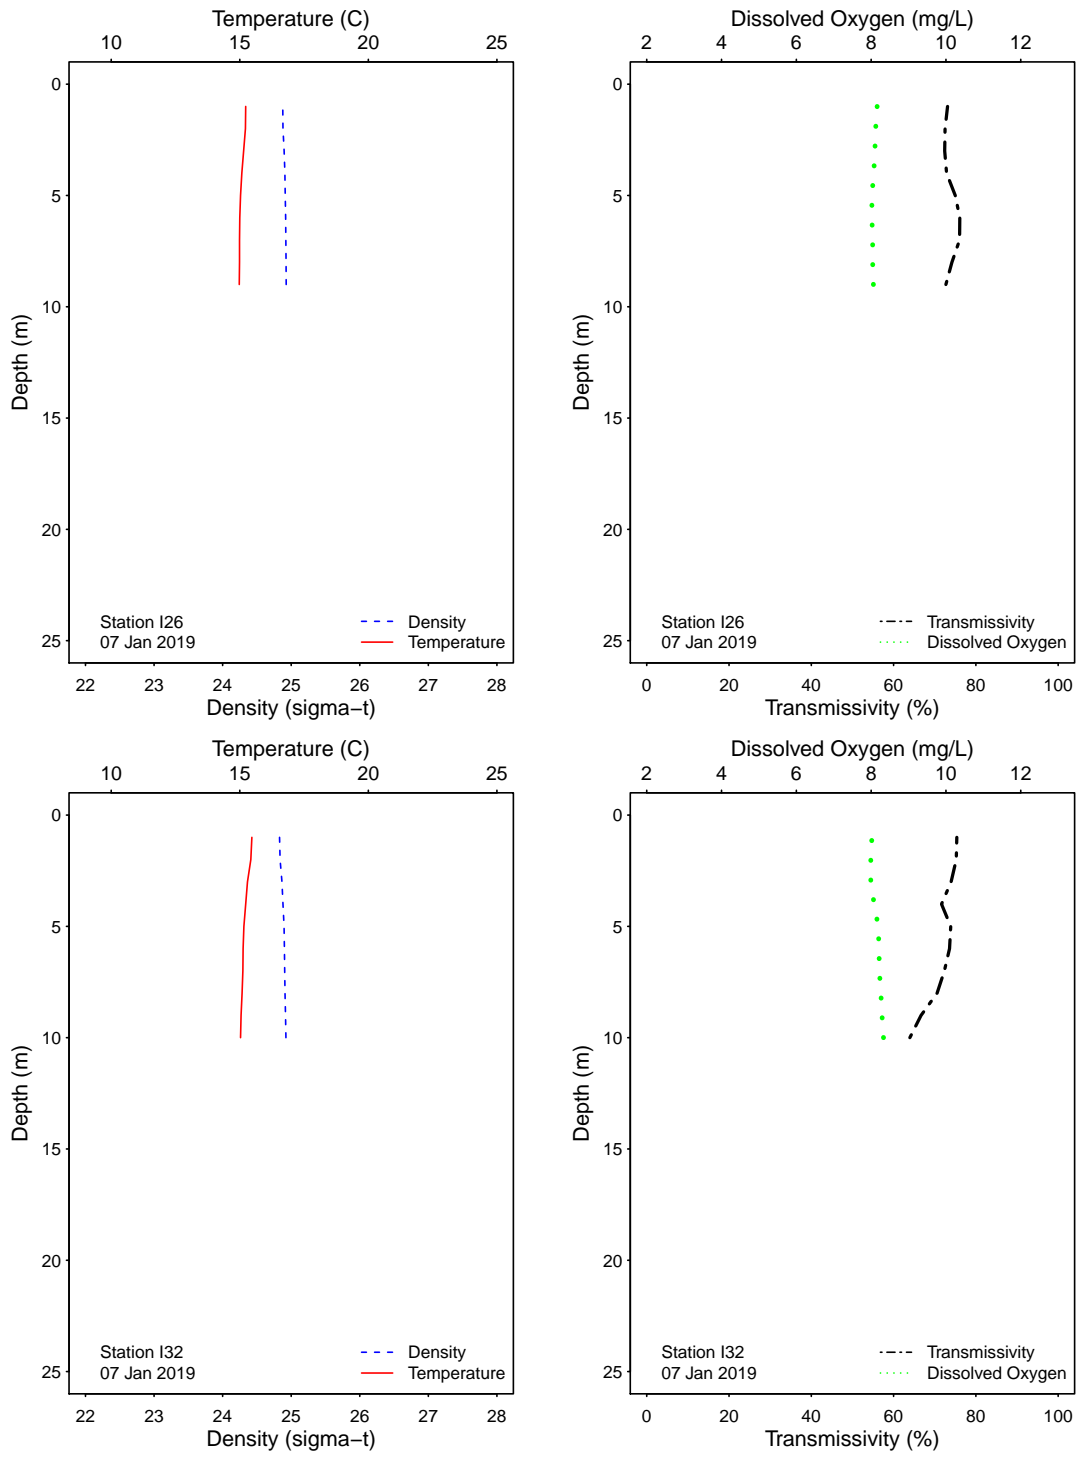 Temperature (C)
10 15 20 25
0
5
10
15
20
25
Depth (m)
Station I26
07 Jan 2019
Density
Temperature
22 23 24 25 26 27 28
Density (sigma−t)
Dissolved Oxygen (mg/L)
2 4 6 8 10 12
0
5
10
15
20
25
Depth (m)
Station I26
07 Jan 2019
Transmissivity
Dissolved Oxygen
0 20 40 60 80 100
Transmissivity (%)
Temperature (C)
10 15 20 25
0
5
10
15
20
25
Depth (m)
Station I32
07 Jan 2019
Density
Temperature
22 23 24 25 26 27 28
Density (sigma−t)
Dissolved Oxygen (mg/L)
2 4 6 8 10 12
0
5
10
15
20
25
Depth (m)
Station I32
07 Jan 2019
Transmissivity
Dissolved Oxygen
0 20 40 60 80 100
Transmissivity (%)